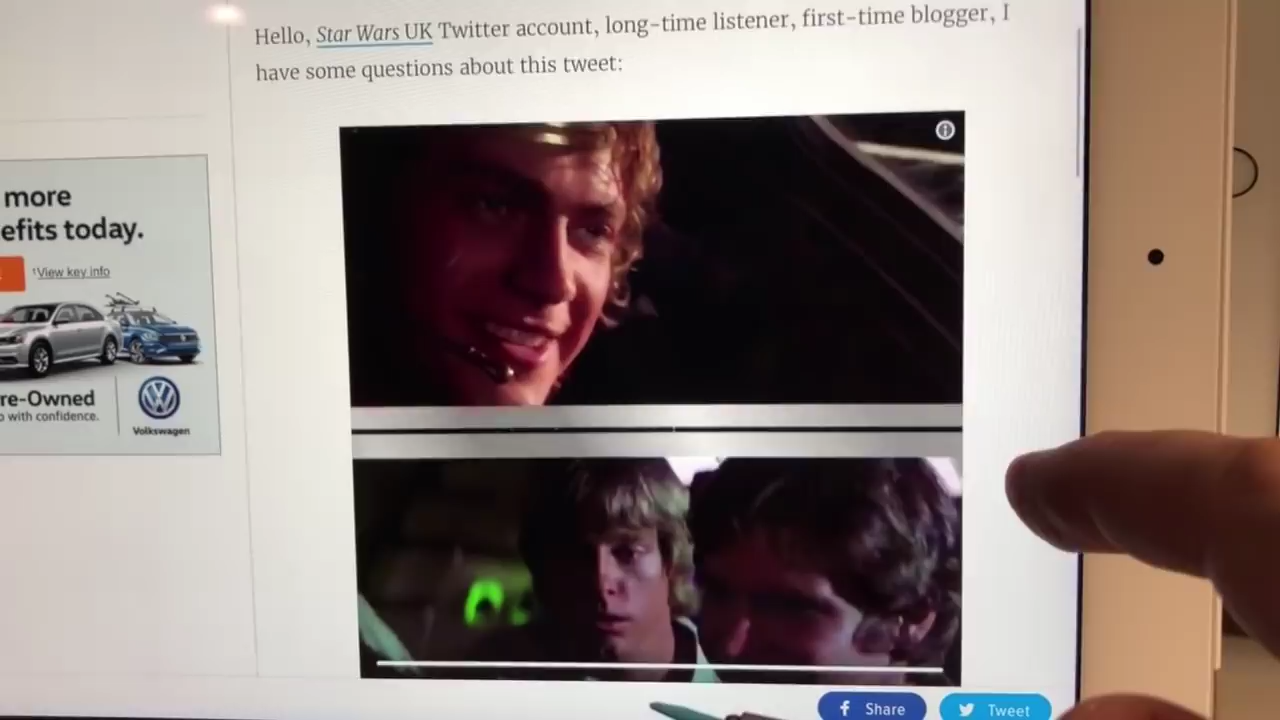 Hello, Star Wars UK Twitter account, long-time listener, first-time blogger, I
have some questions about this tweet:
more
efits today.
†View key info
re-Owned
with confidence.
Volkswagen
Share
Tweet